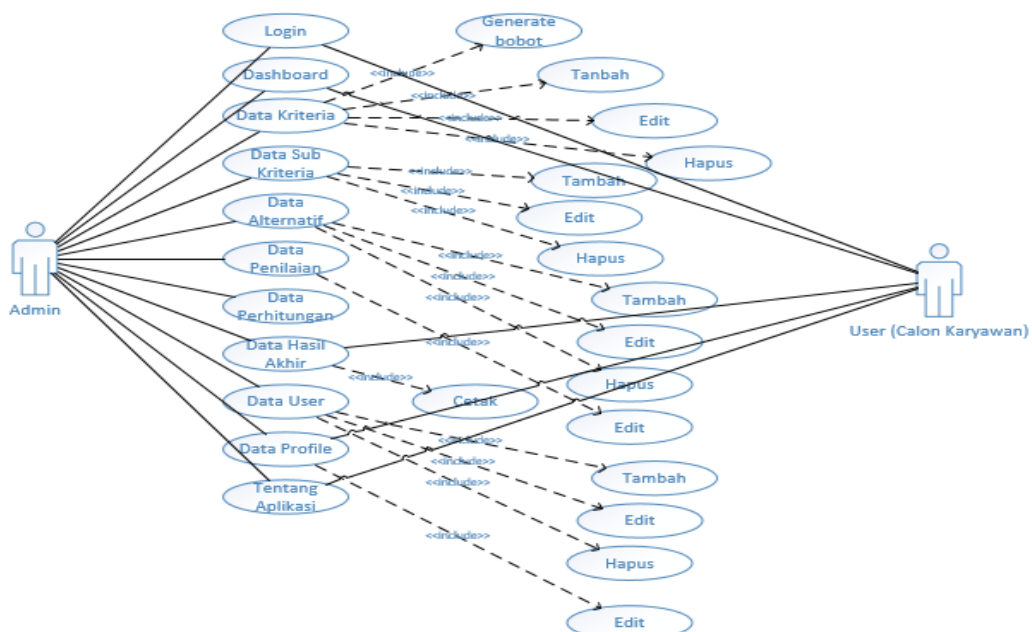 Login
Generate
bobot
Dashboard
<<include>>
Tanbah
<<include>>
Data Kriteria
<<include>>
Edit
<<include>>
Hapus
Data Sub
Kriteria
<<include>>
Tambah
<<include>>
Edit
<<include>>
Data
Alternatif
Hapus
Data
Penilaian
<<include>>
<<include>>
<<include>>
Tambah
Data
Perhitungan
Admin
User (Calon Karyawan)
<<include>>
Edit
Data Hasil
Akhir
<<include>>
Hapus
Data User
Cetak
Edit
Data Profile
<<include>>
<<include>>
<<include>>
Tambah
Tentang
Aplikasi
Edit
<<include>>
Hapus
Edit